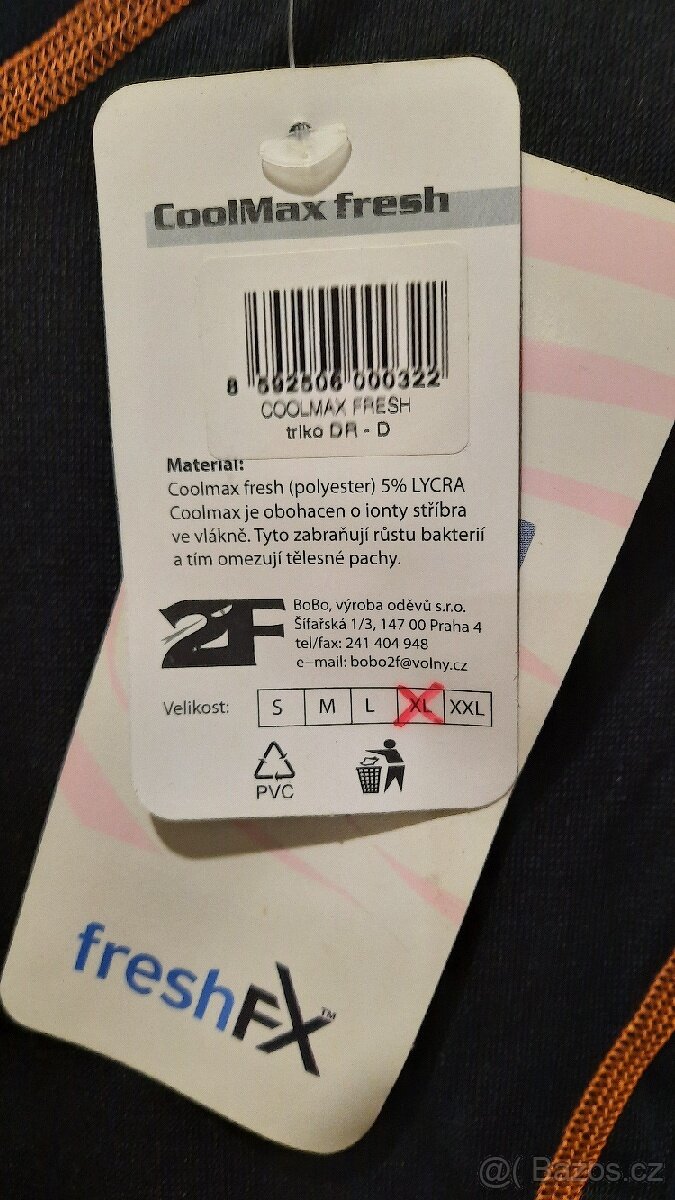 CoolMax fresh
8 592506 000322
COOLMAX FRESH
triko DR - D
Materiál:
Coolmax fresh (polyester) 5% LYCRA
Coolmax je obohacen o ionty stříbra
ve vlákně. Tyto zabraňují růstu bakterií
a tím omezují tělesné pachy.
2F
BoBo, výroba oděvů s.r.o.
Šífařská 1/3, 147 00 Praha 4
tel/fax: 241 404 948
e-mail: bobo2f@volny.cz
Velikost: S M L XL XXL
PVC
freshFX™
@( Bazos.cz